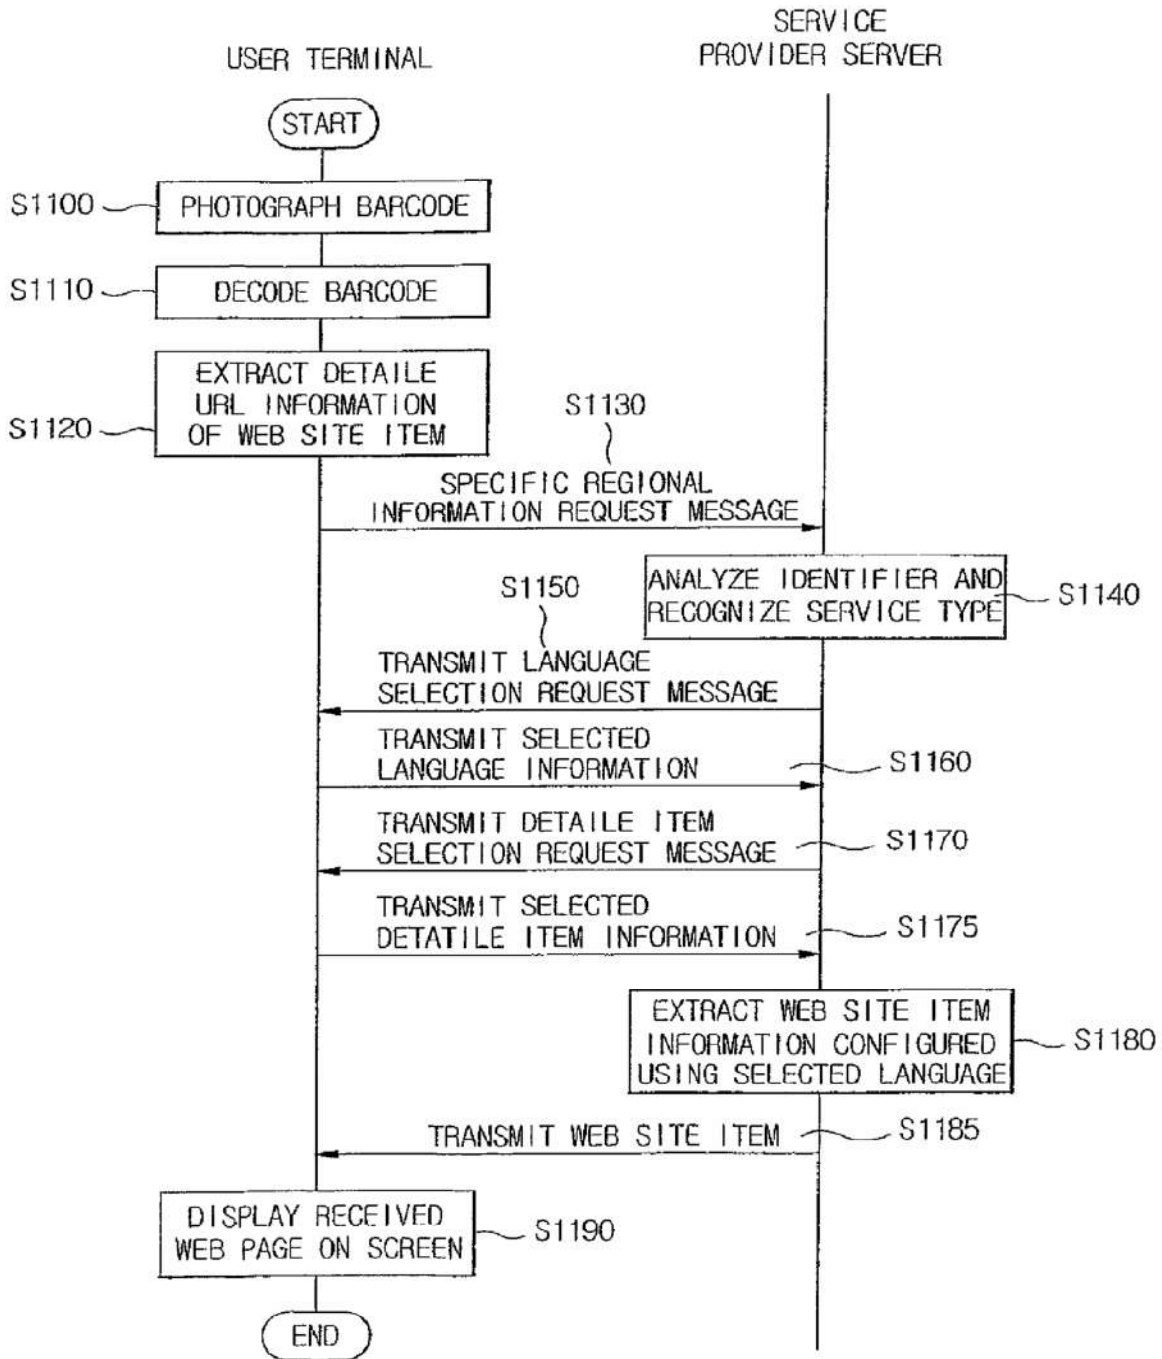 USER TERMINAL
SERVICE
PROVIDER SERVER
START
S1100
PHOTOGRAPH BARCODE
S1110
DECODE BARCODE
S1120
EXTRACT DETAILE
URL INFORMATION
OF WEB SITE ITEM
S1130
SPECIFIC REGIONAL
INFORMATION REQUEST MESSAGE
ANALYZE IDENTIFIER AND
RECOGNIZE SERVICE TYPE
S1140
S1150
TRANSMIT LANGUAGE
SELECTION REQUEST MESSAGE
TRANSMIT SELECTED
LANGUAGE INFORMATION
S1160
TRANSMIT DETAILE ITEM
SELECTION REQUEST MESSAGE
S1170
TRANSMIT SELECTED
DETATILE ITEM INFORMATION
S1175
EXTRACT WEB SITE ITEM
INFORMATION CONFIGURED
USING SELECTED LANGUAGE
S1180
TRANSMIT WEB SITE ITEM
S1185
DISPLAY RECEIVED
WEB PAGE ON SCREEN
S1190
END